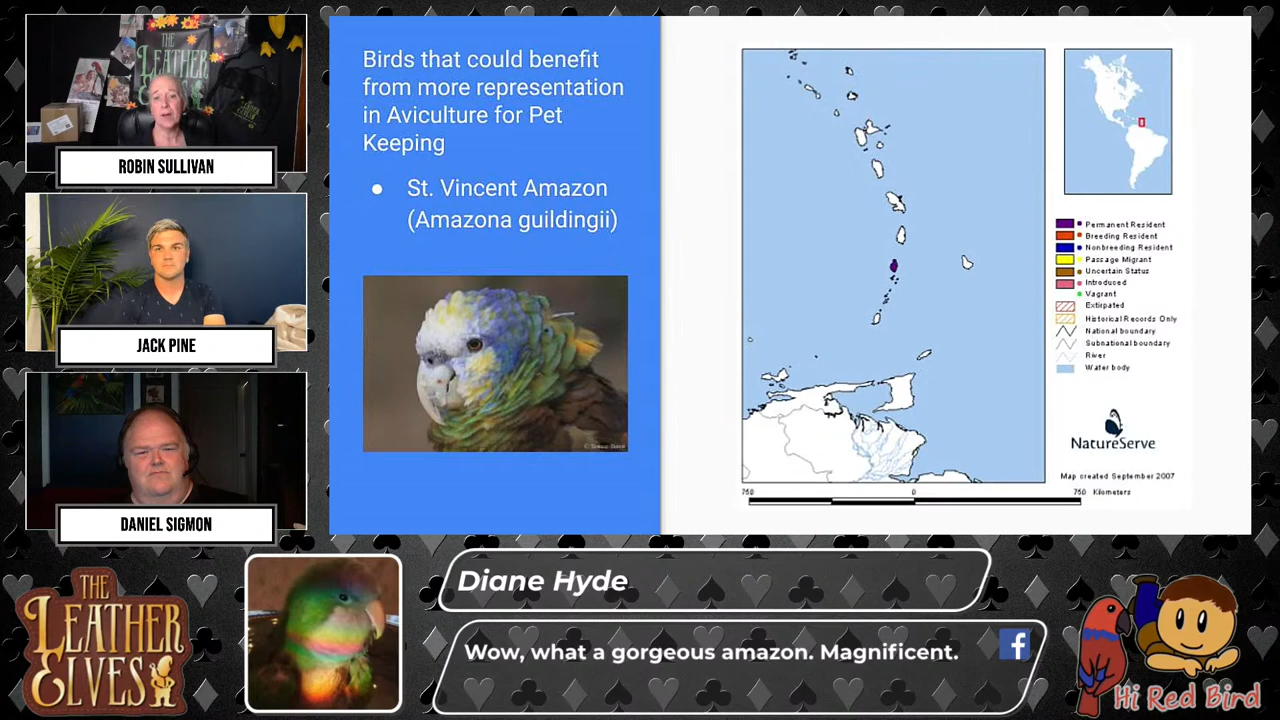 THE
LEATHER
ELVES
ROBIN SULLIVAN
JACK PINE
DANIEL SIGMON
Birds that could benefit
from more representation
in Aviculture for Pet
Keeping
● St. Vincent Amazon
(Amazona guildingii)
Permanent Resident
Breeding Resident
Nonbreeding Resident
Passage Migrant
Uncertain Status
Introduced
Vagrant
Extirpated
Historical Records Only
National boundary
Subnational boundary
River
Water body
NatureServe
Map created September 2007
750 0 750 Kilometers
Diane Hyde
Wow, what a gorgeous amazon. Magnificent.
THE
LEATHER
ELVES
Hi Red Bird